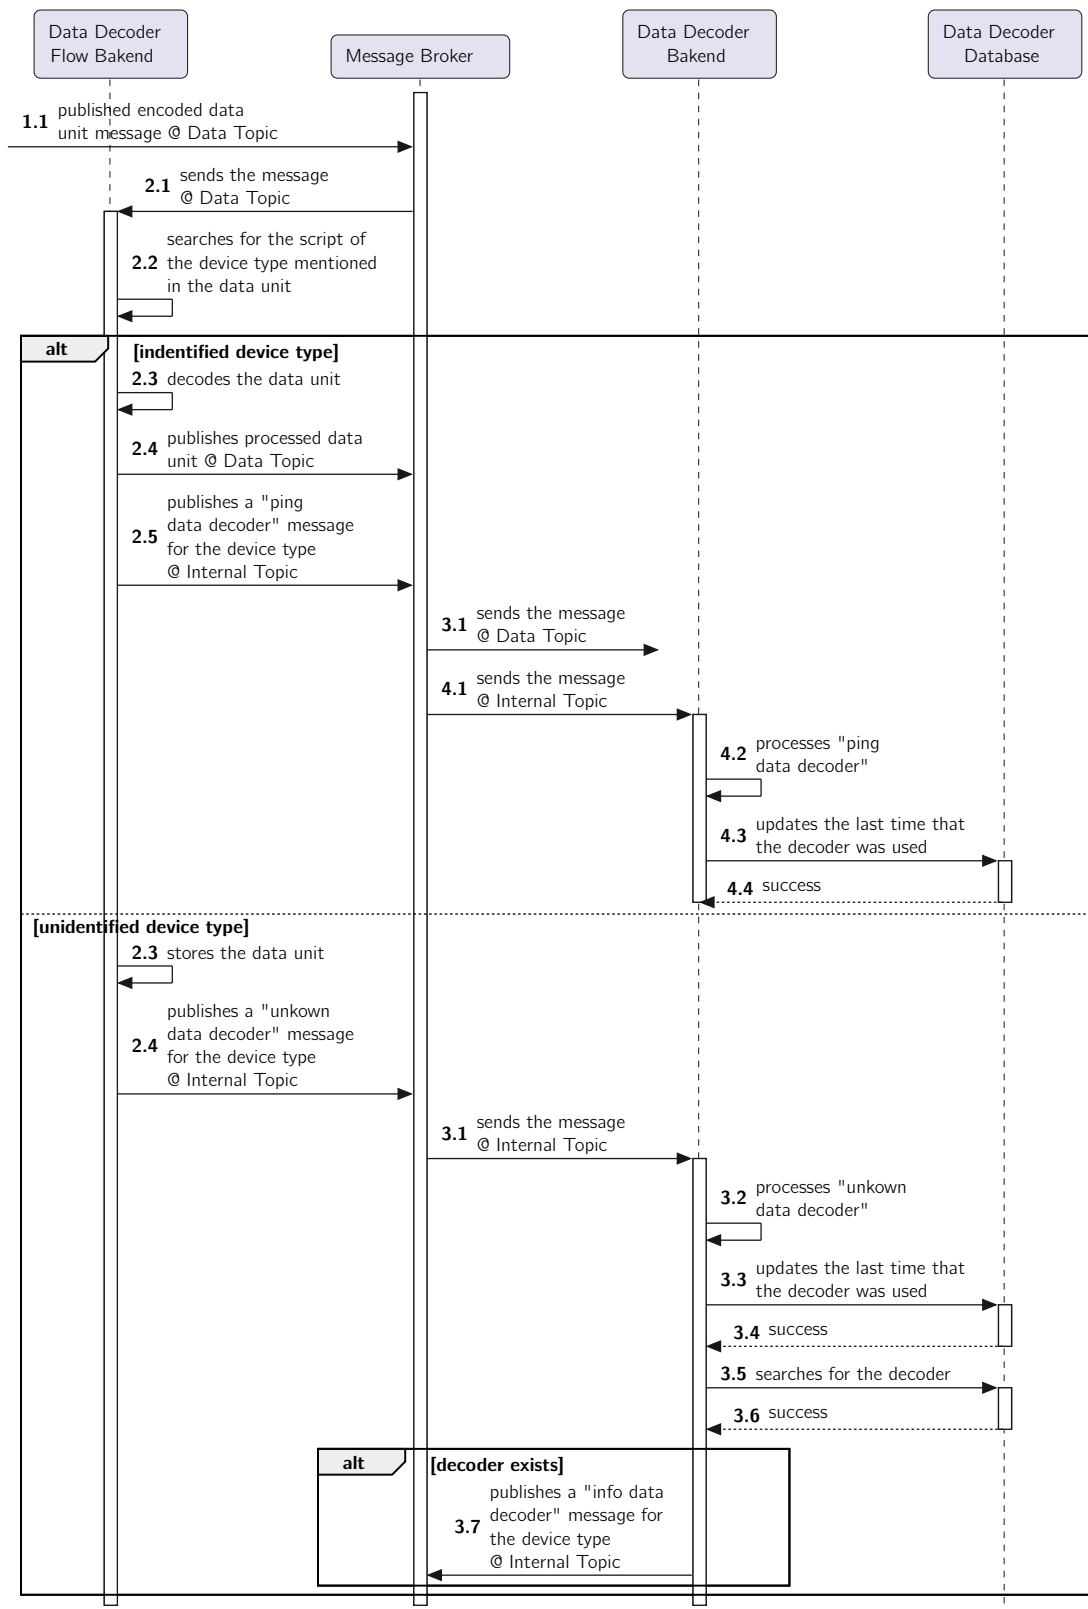 Data Decoder
Flow Bakend
Message Broker
Data Decoder
Bakend
Data Decoder
Database
1.1 published encoded data
unit message @ Data Topic
2.1 sends the message
@ Data Topic
2.2 searches for the script of
the device type mentioned
in the data unit
alt [indentified device type]
2.3 decodes the data unit
2.4 publishes processed data
unit @ Data Topic
2.5 publishes a "ping
data decoder" message
for the device type
@ Internal Topic
3.1 sends the message
@ Data Topic
4.1 sends the message
@ Internal Topic
4.2 processes "ping
data decoder"
4.3 updates the last time that
the decoder was used
4.4 success
[unidentified device type]
2.3 stores the data unit
2.4 publishes a "unkown
data decoder" message
for the device type
@ Internal Topic
3.1 sends the message
@ Internal Topic
3.2 processes "unkown
data decoder"
3.3 updates the last time that
the decoder was used
3.4 success
3.5 searches for the decoder
3.6 success
alt [decoder exists]
3.7 publishes a "info data
decoder" message for
the device type
@ Internal Topic